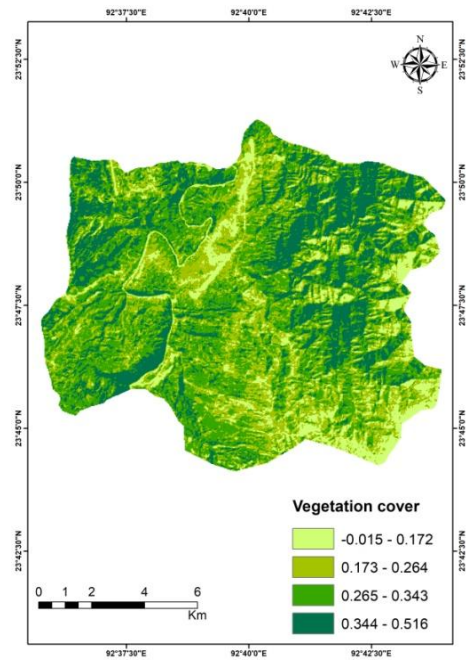 92°37'30"E 92°40'0"E 92°42'30"E
23°52'30"N 23°52'30"N
N
W E
S
23°50'0"N 23°50'0"N
23°47'30"N 23°47'30"N
23°45'0"N 23°45'0"N
Vegetation cover
-0.015 - 0.172
23°42'30"N 23°42'30"N
0.173 - 0.264
0.265 - 0.343
0.344 - 0.516
0 1 2 4 6
Km
92°37'30"E 92°40'0"E 92°42'30"E